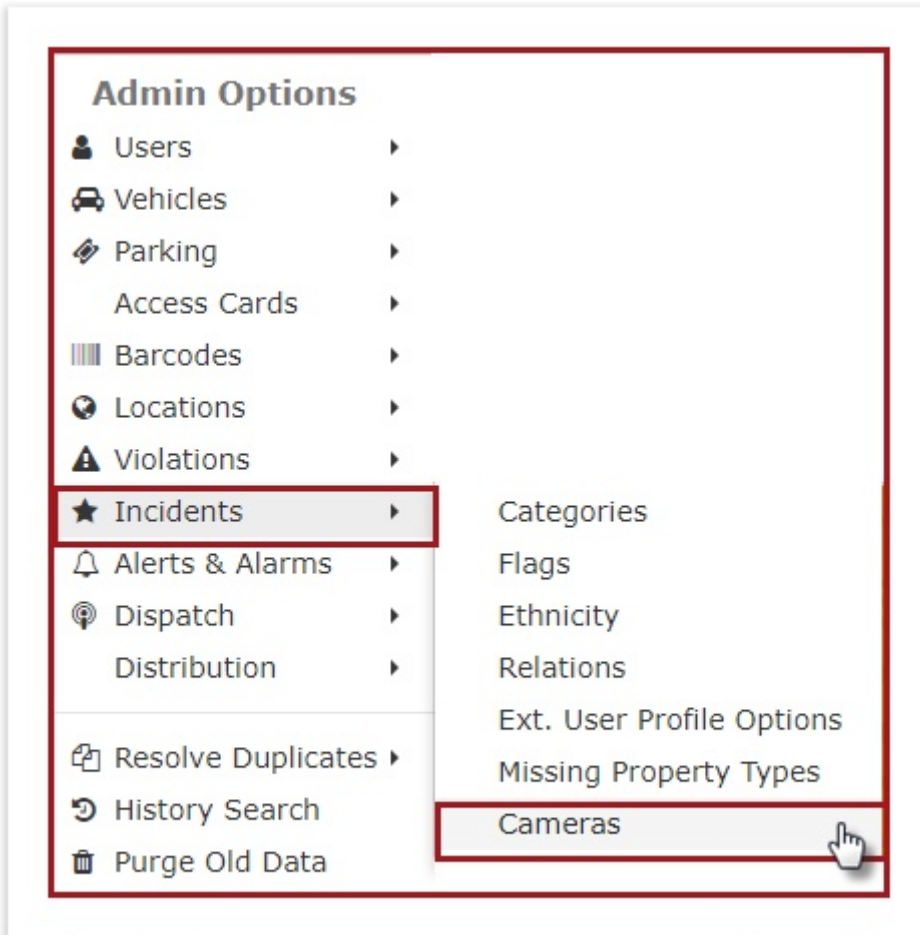 Admin Options
Users
Vehicles
Parking
Access Cards
Barcodes
Locations
Violations
Incidents
Alerts & Alarms
Dispatch
Distribution
Resolve Duplicates
History Search
Purge Old Data
Categories
Flags
Ethnicity
Relations
Ext. User Profile Options
Missing Property Types
Cameras